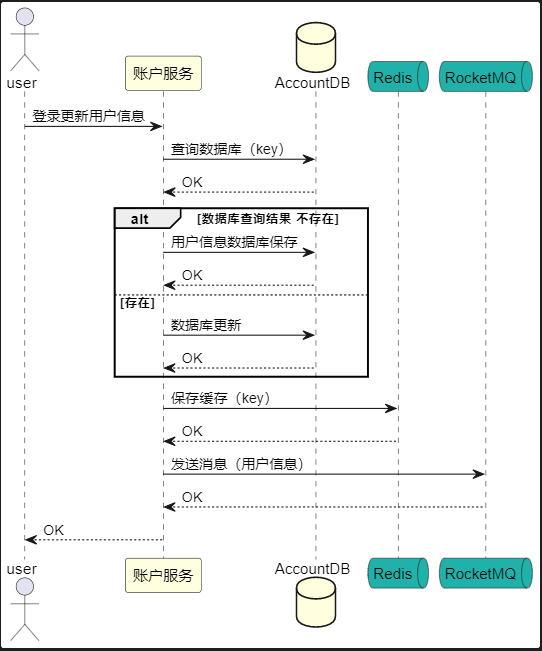 user
账户服务
AccountDB
Redis
RocketMQ
登录更新用户信息
查询数据库（key）
OK
alt
[数据库查询结果 不存在]
用户信息数据库保存
OK
[存在]
数据库更新
OK
保存缓存（key）
OK
发送消息（用户信息）
OK
OK
user
账户服务
AccountDB
Redis
RocketMQ